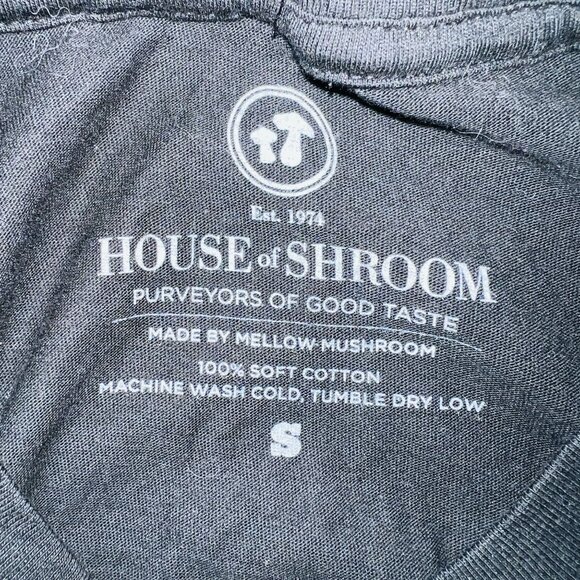 Est. 1974
HOUSE of SHROOM
PURVEYORS OF GOOD TASTE
MADE BY MELLOW MUSHROOM
100% SOFT COTTON
MACHINE WASH COLD, TUMBLE DRY LOW
S